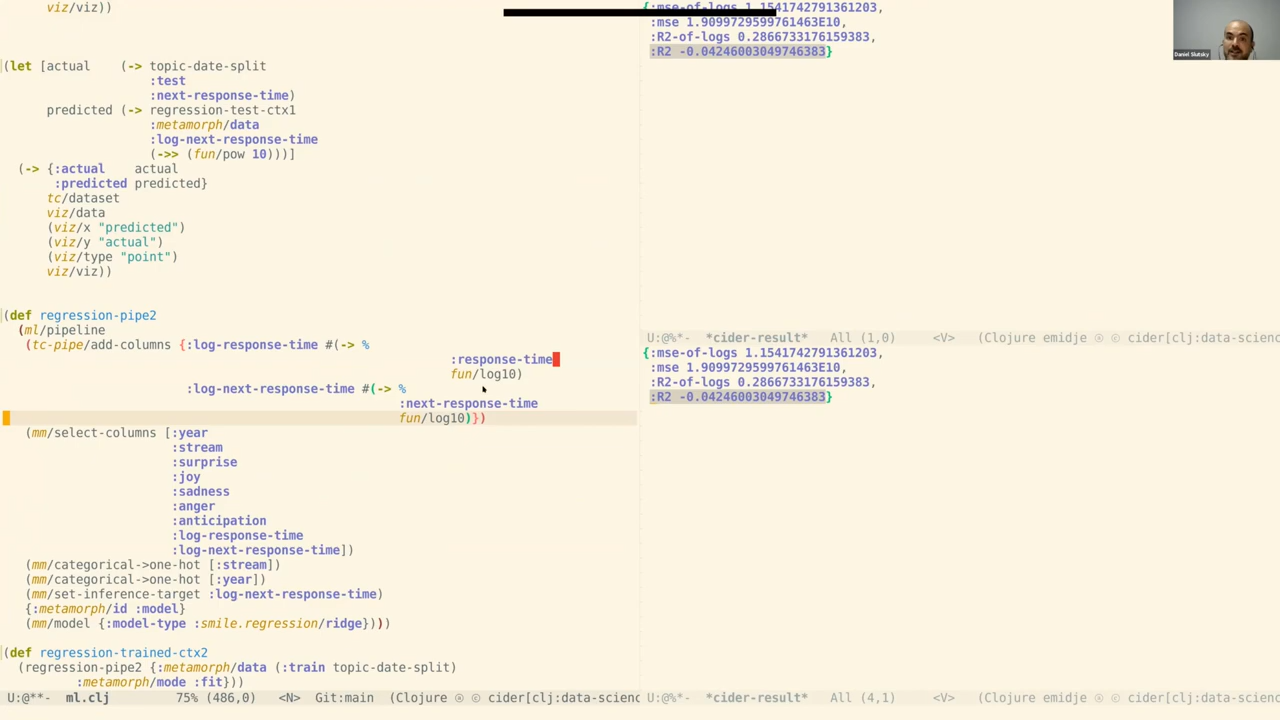 viz/viz))
(let [actual    (-> topic-date-split
:test
:next-response-time)
predicted (-> regression-test-ctx1
:metamorph/data
:log-next-response-time
(->> (fun/pow 10)))]
(-> {:actual    actual
:predicted predicted}
tc/dataset
viz/data
(viz/x "predicted")
(viz/y "actual")
(viz/type "point")
viz/viz))
(def regression-pipe2
(ml/pipeline
(tc-pipe/add-columns {:log-response-time #(-> %
:response-time
fun/log10)
:log-next-response-time #(-> %
:next-response-time
fun/log10)})
(mm/select-columns [:year
:stream
:surprise
:joy
:sadness
:anger
:anticipation
:log-response-time
:log-next-response-time])
(mm/categorical->one-hot [:stream])
(mm/categorical->one-hot [:year])
(mm/set-inference-target :log-next-response-time)
{:metamorph/id :model}
(mm/model {:model-type :smile.regression/ridge})))
(def regression-trained-ctx2
(regression-pipe2 {:metamorph/data (:train topic-date-split)
:metamorph/mode :fit}))
U:@**-  ml.clj         75% (486,0)    <N>  Git:main   (Clojure ⓐ ⓒ cider[clj:data-scienc
{:mse-of-logs 1.1541742791361203,
:mse 1.9099729599761463E10,
:R2-of-logs 0.2866733176159383,
:R2 -0.04246003049746383}
U:@%*-  *cider-result*   All (1,0)     <V>   (Clojure emidje ⓐ ⓒ cider[clj:data-scienc
{:mse-of-logs 1.1541742791361203,
:mse 1.9099729599761463E10,
:R2-of-logs 0.2866733176159383,
:R2 -0.04246003049746383}
U:@%*-  *cider-result*   All (4,1)     <V>   (Clojure emidje ⓐ ⓒ cider[clj:data-scienc
Daniel Slutsky